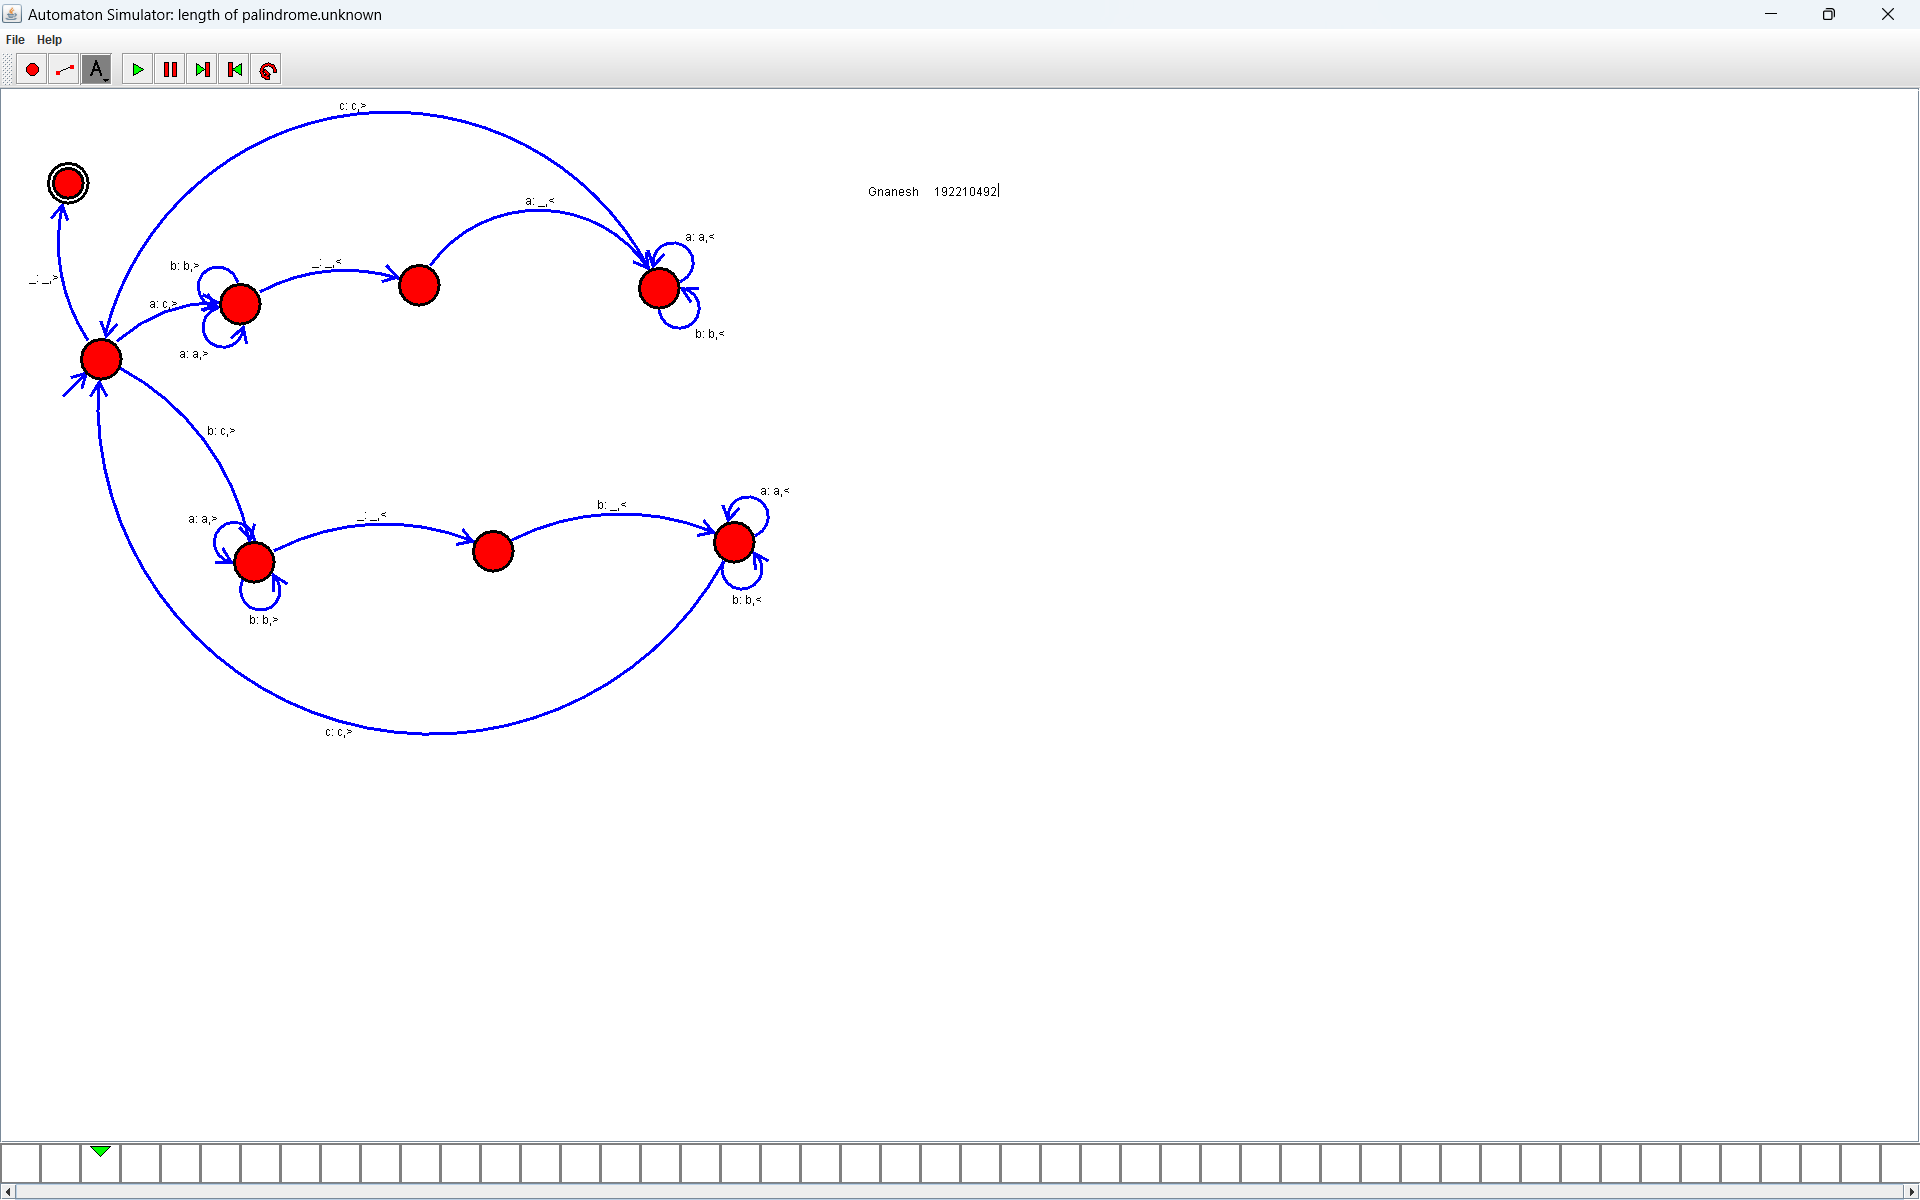 Automaton Simulator: length of palindrome.unknown
File Help
A
c: c,>
Gnanesh 192210492
a: _,<
a: a,<
b: b,>
_: _,<
_: _,>
a: c,>
b: b,<
a: a,>
b: c,>
a: a,<
b: _,<
a: a,>
_: _,<
b: b,<
b: b,>
c: c,>